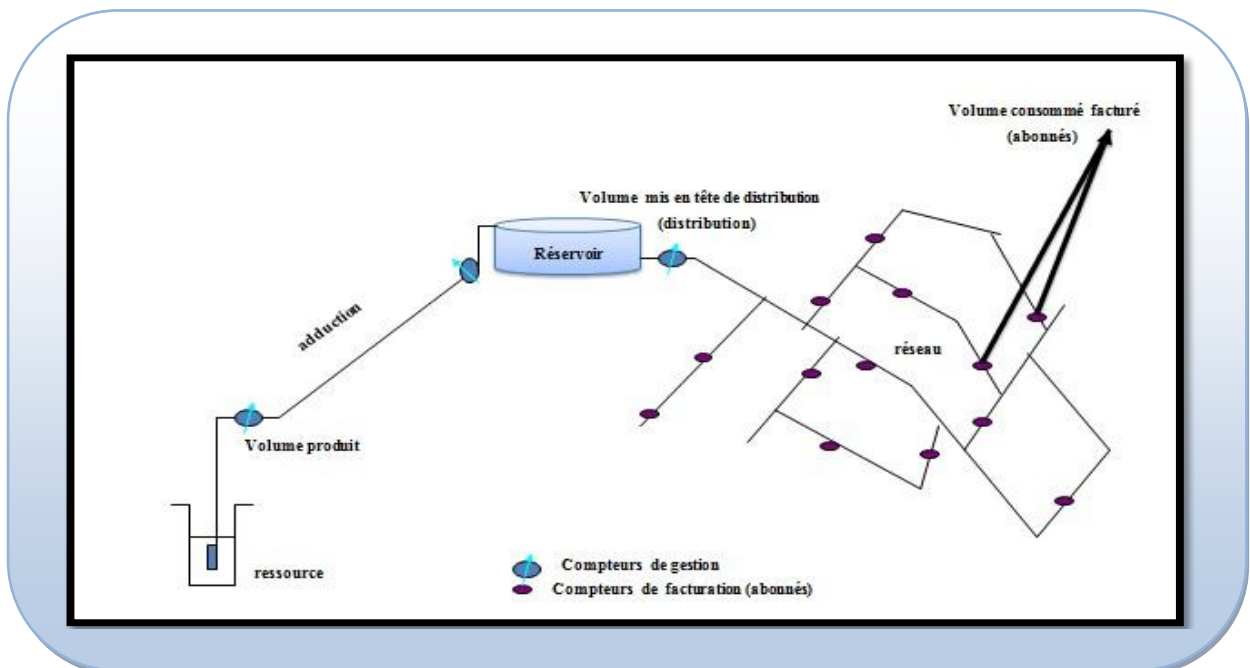 Volume consommé facturé
(abonnés)
Volume mis en tête de distribution
(distribution)
Réservoir
adduction
réseau
Volume produit
ressource
Compteurs de gestion
Compteurs de facturation (abonnés)